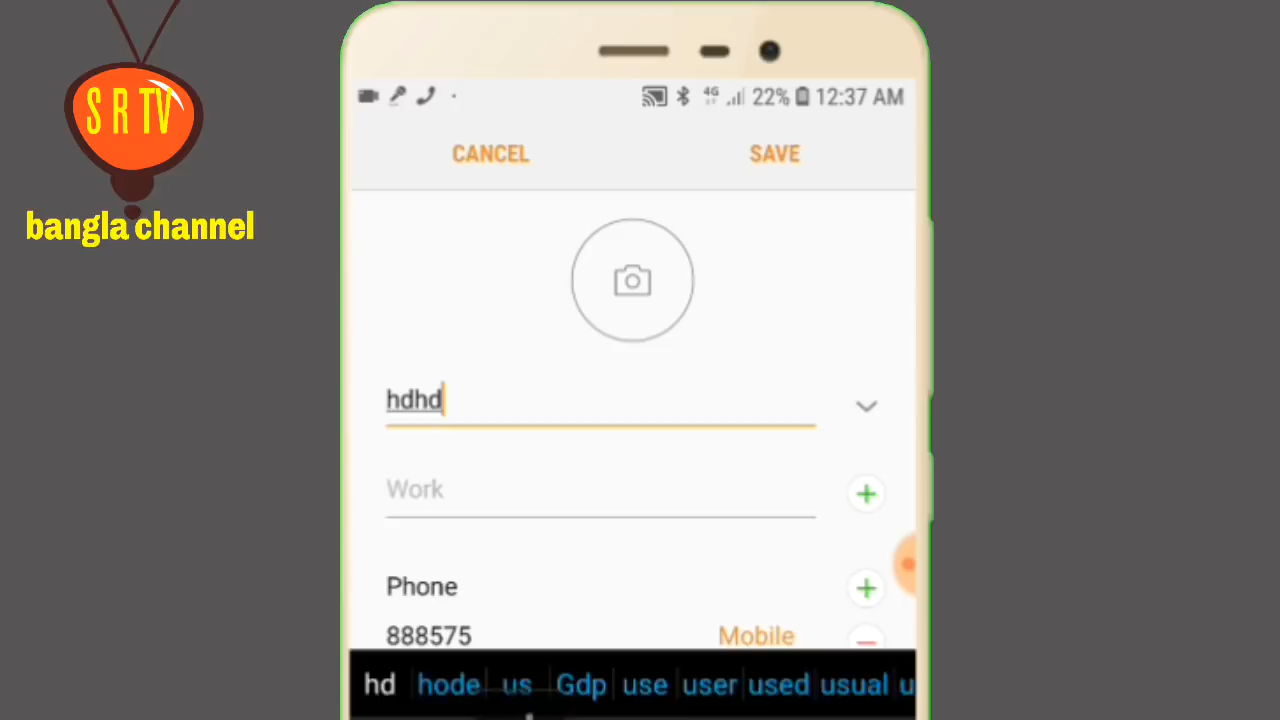 S R TV
bangla channel
4G 22% 12:37 AM
CANCEL SAVE
hdhd
Work
Phone
888575 Mobile
hd hode us Gdp use user used usual u